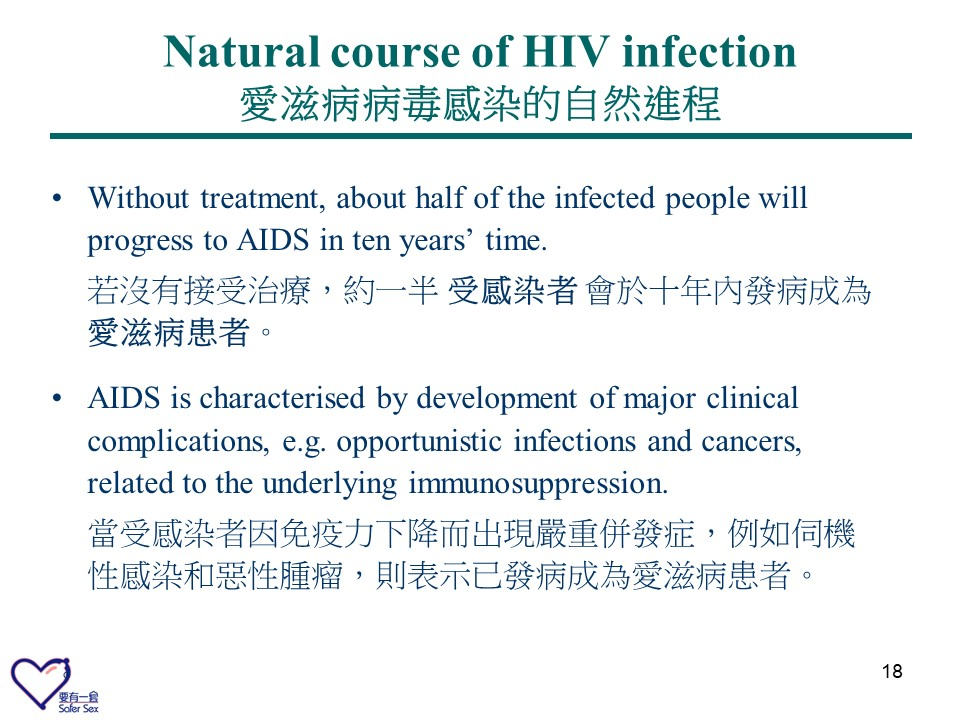 Natural course of HIV infection
愛滋病病毒感染的自然進程
• Without treatment, about half of the infected people will
progress to AIDS in ten years’ time.
若沒有接受治療，約一半 受感染者 會於十年內發病成為
愛滋病患者。
• AIDS is characterised by development of major clinical
complications, e.g. opportunistic infections and cancers,
related to the underlying immunosuppression.
當受感染者因免疫力下降而出現嚴重併發症，例如伺機
性感染和惡性腫瘤，則表示已發病成為愛滋病患者。
要有一套
Safer Sex
18